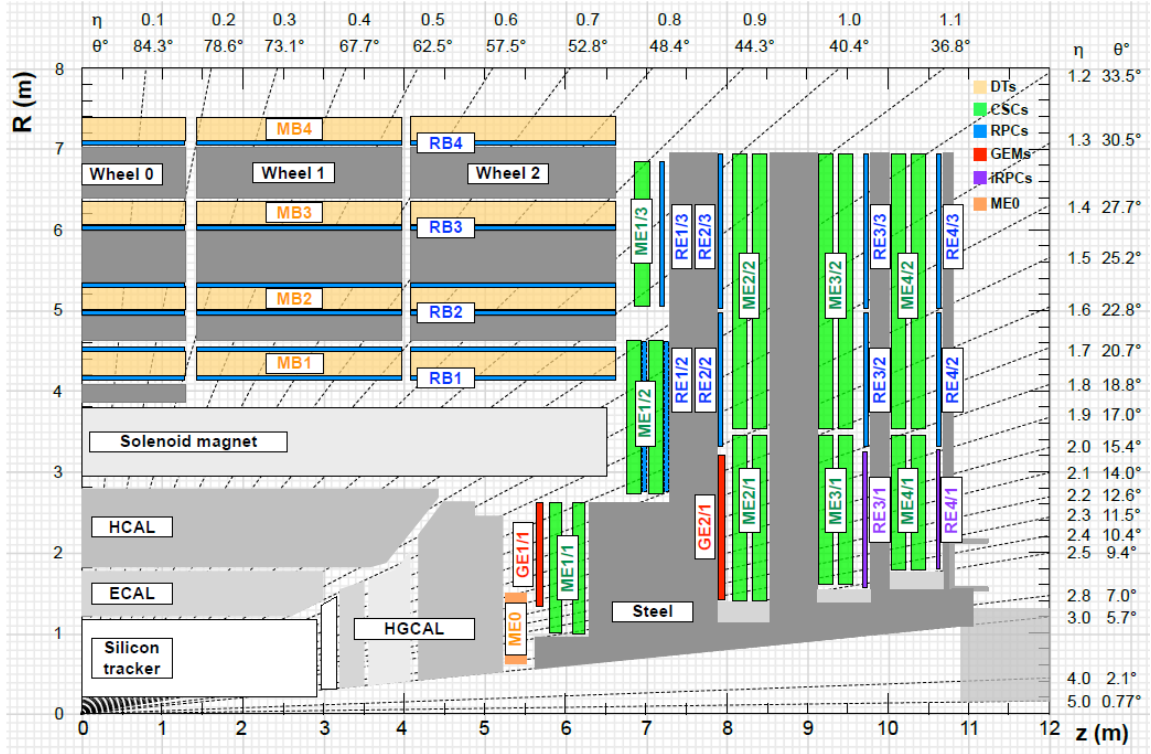 η 0.1 0.2 0.3 0.4 0.5 0.6 0.7 0.8 0.9 1.0 1.1
θ° 84.3° 78.6° 73.1° 67.7° 62.5° 57.5° 52.8° 48.4° 44.3° 40.4° 36.8° η θ°
R (m)
8
7
6
5
4
3
2
1
0
1.2 33.5°
1.3 30.5°
1.4 27.7°
1.5 25.2°
1.6 22.8°
1.7 20.7°
1.8 18.8°
1.9 17.0°
2.0 15.4°
2.1 14.0°
2.2 12.6°
2.3 11.5°
2.4 10.4°
2.5 9.4°
2.8 7.0°
3.0 5.7°
4.0 2.1°
5.0 0.77°
DTs
CSCs
RPCs
GEMs
iRPCs
ME0
MB4
RB4
Wheel 0
Wheel 1
Wheel 2
MB3
RB3
MB2
RB2
MB1
RB1
Solenoid magnet
HCAL
ECAL
Silicon
tracker
HGCAL
Steel
ME0
GE1/1
ME1/1
ME1/2
ME1/3
RE1/3
RE2/3
RE1/2
RE2/2
GE2/1
ME2/2
ME2/1
ME3/2
ME3/1
RE3/3
RE3/2
RE3/1
ME4/2
ME4/1
RE4/3
RE4/2
RE4/1
0 1 2 3 4 5 6 7 8 9 10 11 12
z (m)